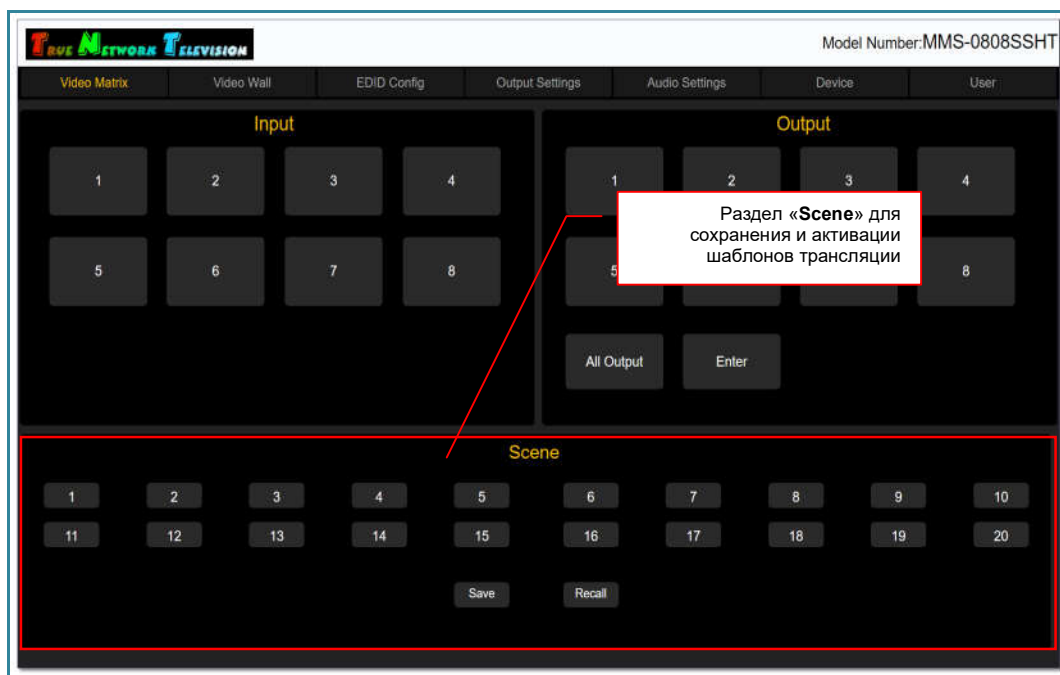 TRUE NETWORK TELEVISION
Model Number:MMS-0808SSHT
Video Matrix Video Wall EDID Config Output Settings Audio Settings Device User
Input
1 2 3 4
5 6 7 8
Output
1 2 3 4
Раздел «Scene» для
сохранения и активации
шаблонов трансляции
5 8
All Output Enter
Scene
1 2 3 4 5 6 7 8 9 10
11 12 13 14 15 16 17 18 19 20
Save Recall